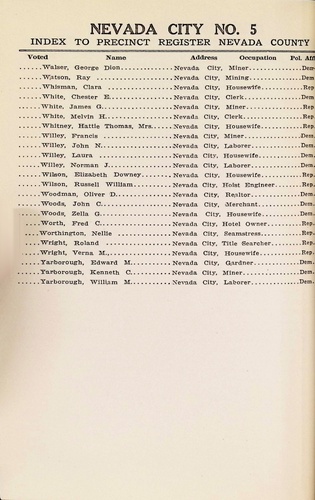 NEVADA CITY NO. 5
INDEX TO PRECINCT REGISTER NEVADA COUNTY
Voted Name Address Occupation Pol. Aff
......Walser, George Dion..............Nevada City, Miner..............Dem.
......Watson, Ray ..............Nevada City, Mining..............Dem.
......Whisman, Clara ..............Nevada City, Housewife..............Rep.
......White, Chester E...............Nevada City, Clerk..............Dem.
......White, James G...............Nevada City, Miner..............Rep.
......White, Melvin H...............Nevada City, Clerk..............Rep.
......Whitney, Hattie Thomas, Mrs......Nevada City, Housewife..............Rep.
......Willey, Francis ..............Nevada City, Miner..............Dem.
......Willey, John N...............Nevada City, Laborer..............Dem.
......Willey, Laura ..............Nevada City, Housewife..............Dem.
......Willey, Norman J...............Nevada City, Laborer..............Dem.
......Wilson, Elizabeth Downey..............Nevada City, Housewife..............Rep.
......Wilson, Russell William..............Nevada City, Hoist Engineer........Rep.
......Woodman, Oliver D...............Nevada City, Realtor..............Dem.
......Woods, John C...............Nevada City, Merchant..............Dem.
......Woods, Zella G...............Nevada City, Housewife..............Dem.
......Worth, Fred C...............Nevada City, Hotel Owner..............Rep.
......Worthington, Nellie ..............Nevada City, Seamstress..............Rep.
......Wright, Roland ..............Nevada City, Title Searcher........Rep.
......Wright, Verna M.,..............Nevada City, Housewife..............Rep.
......Yarborough, Edward M...............Nevada City, Gardner..............Dem.
......Yarborough, Kenneth C...............Nevada City, Miner..............Dem.
......Yarborough, William M...............Nevada City, Laborer..............Dem.